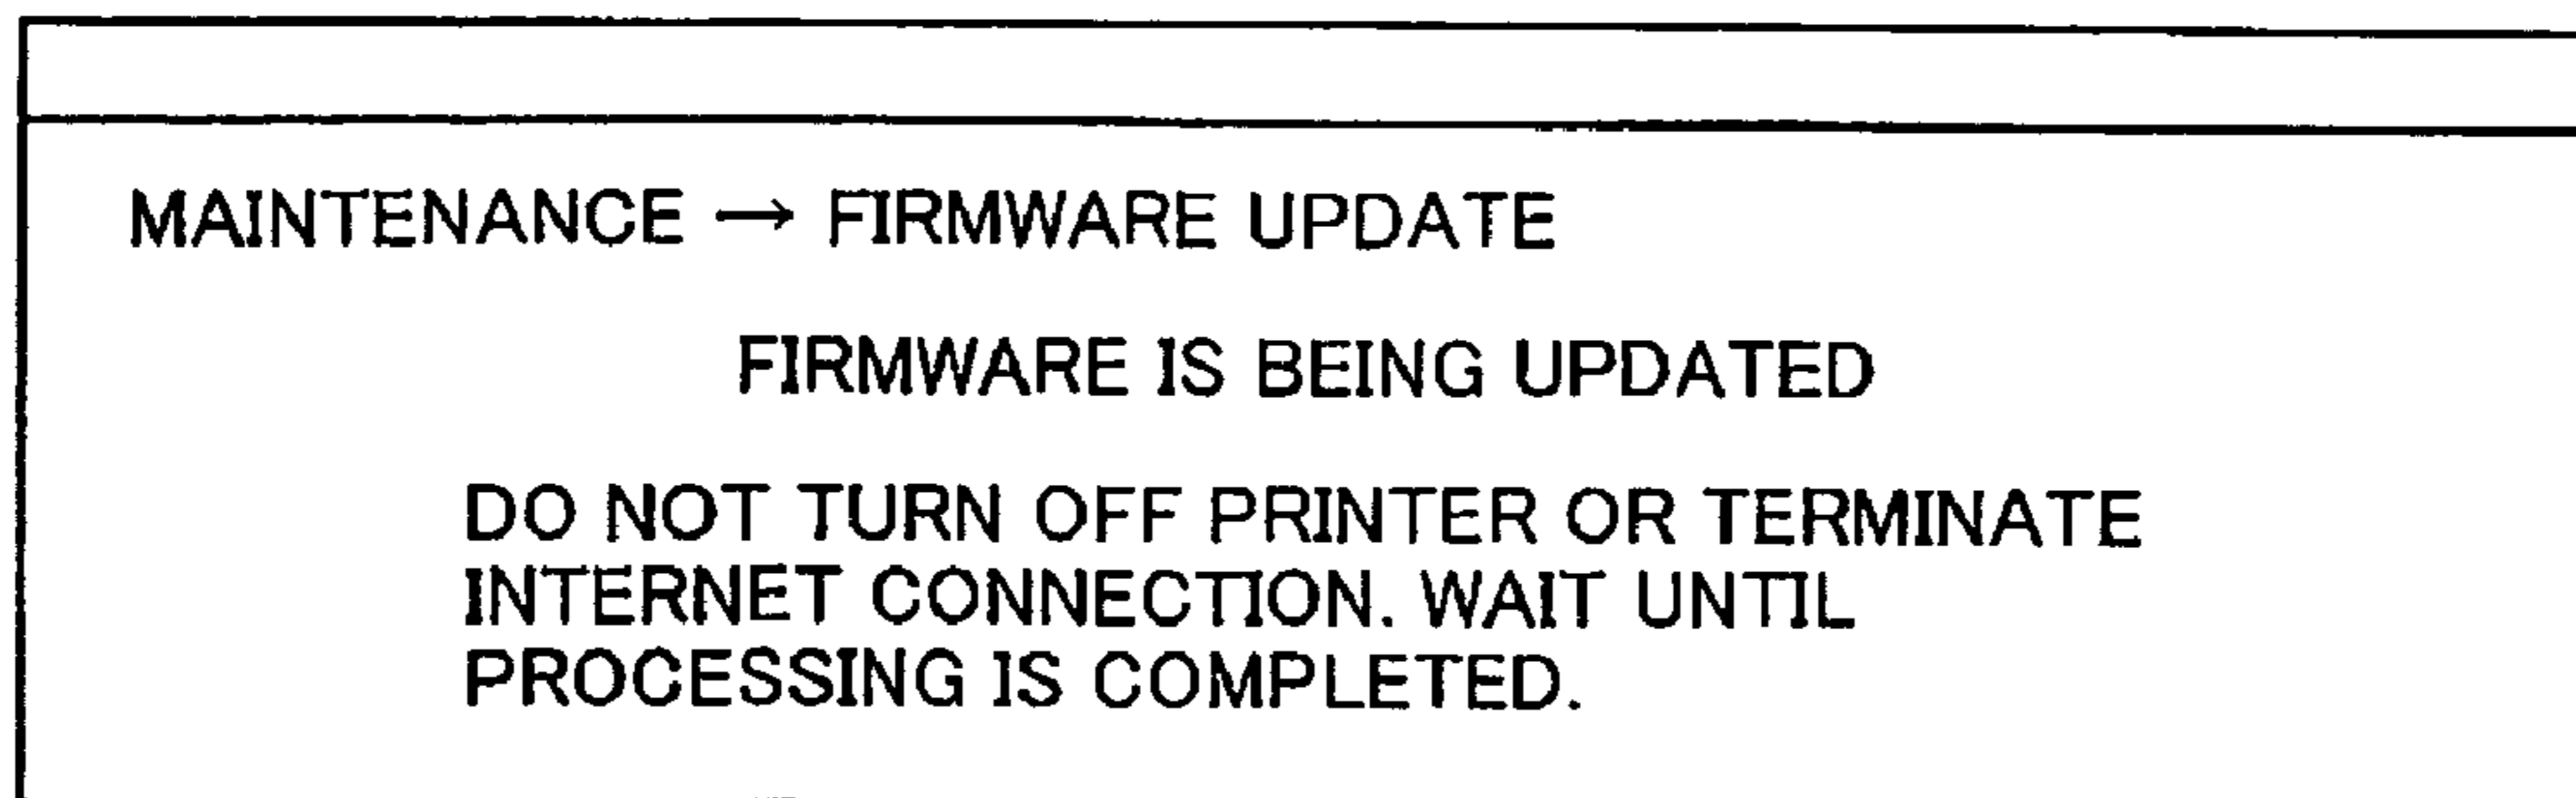 MAINTENANCE → FIRMWARE UPDATE
FIRMWARE IS BEING UPDATED
DO NOT TURN OFF PRINTER OR TERMINATE
INTERNET CONNECTION. WAIT UNTIL
PROCESSING IS COMPLETED.